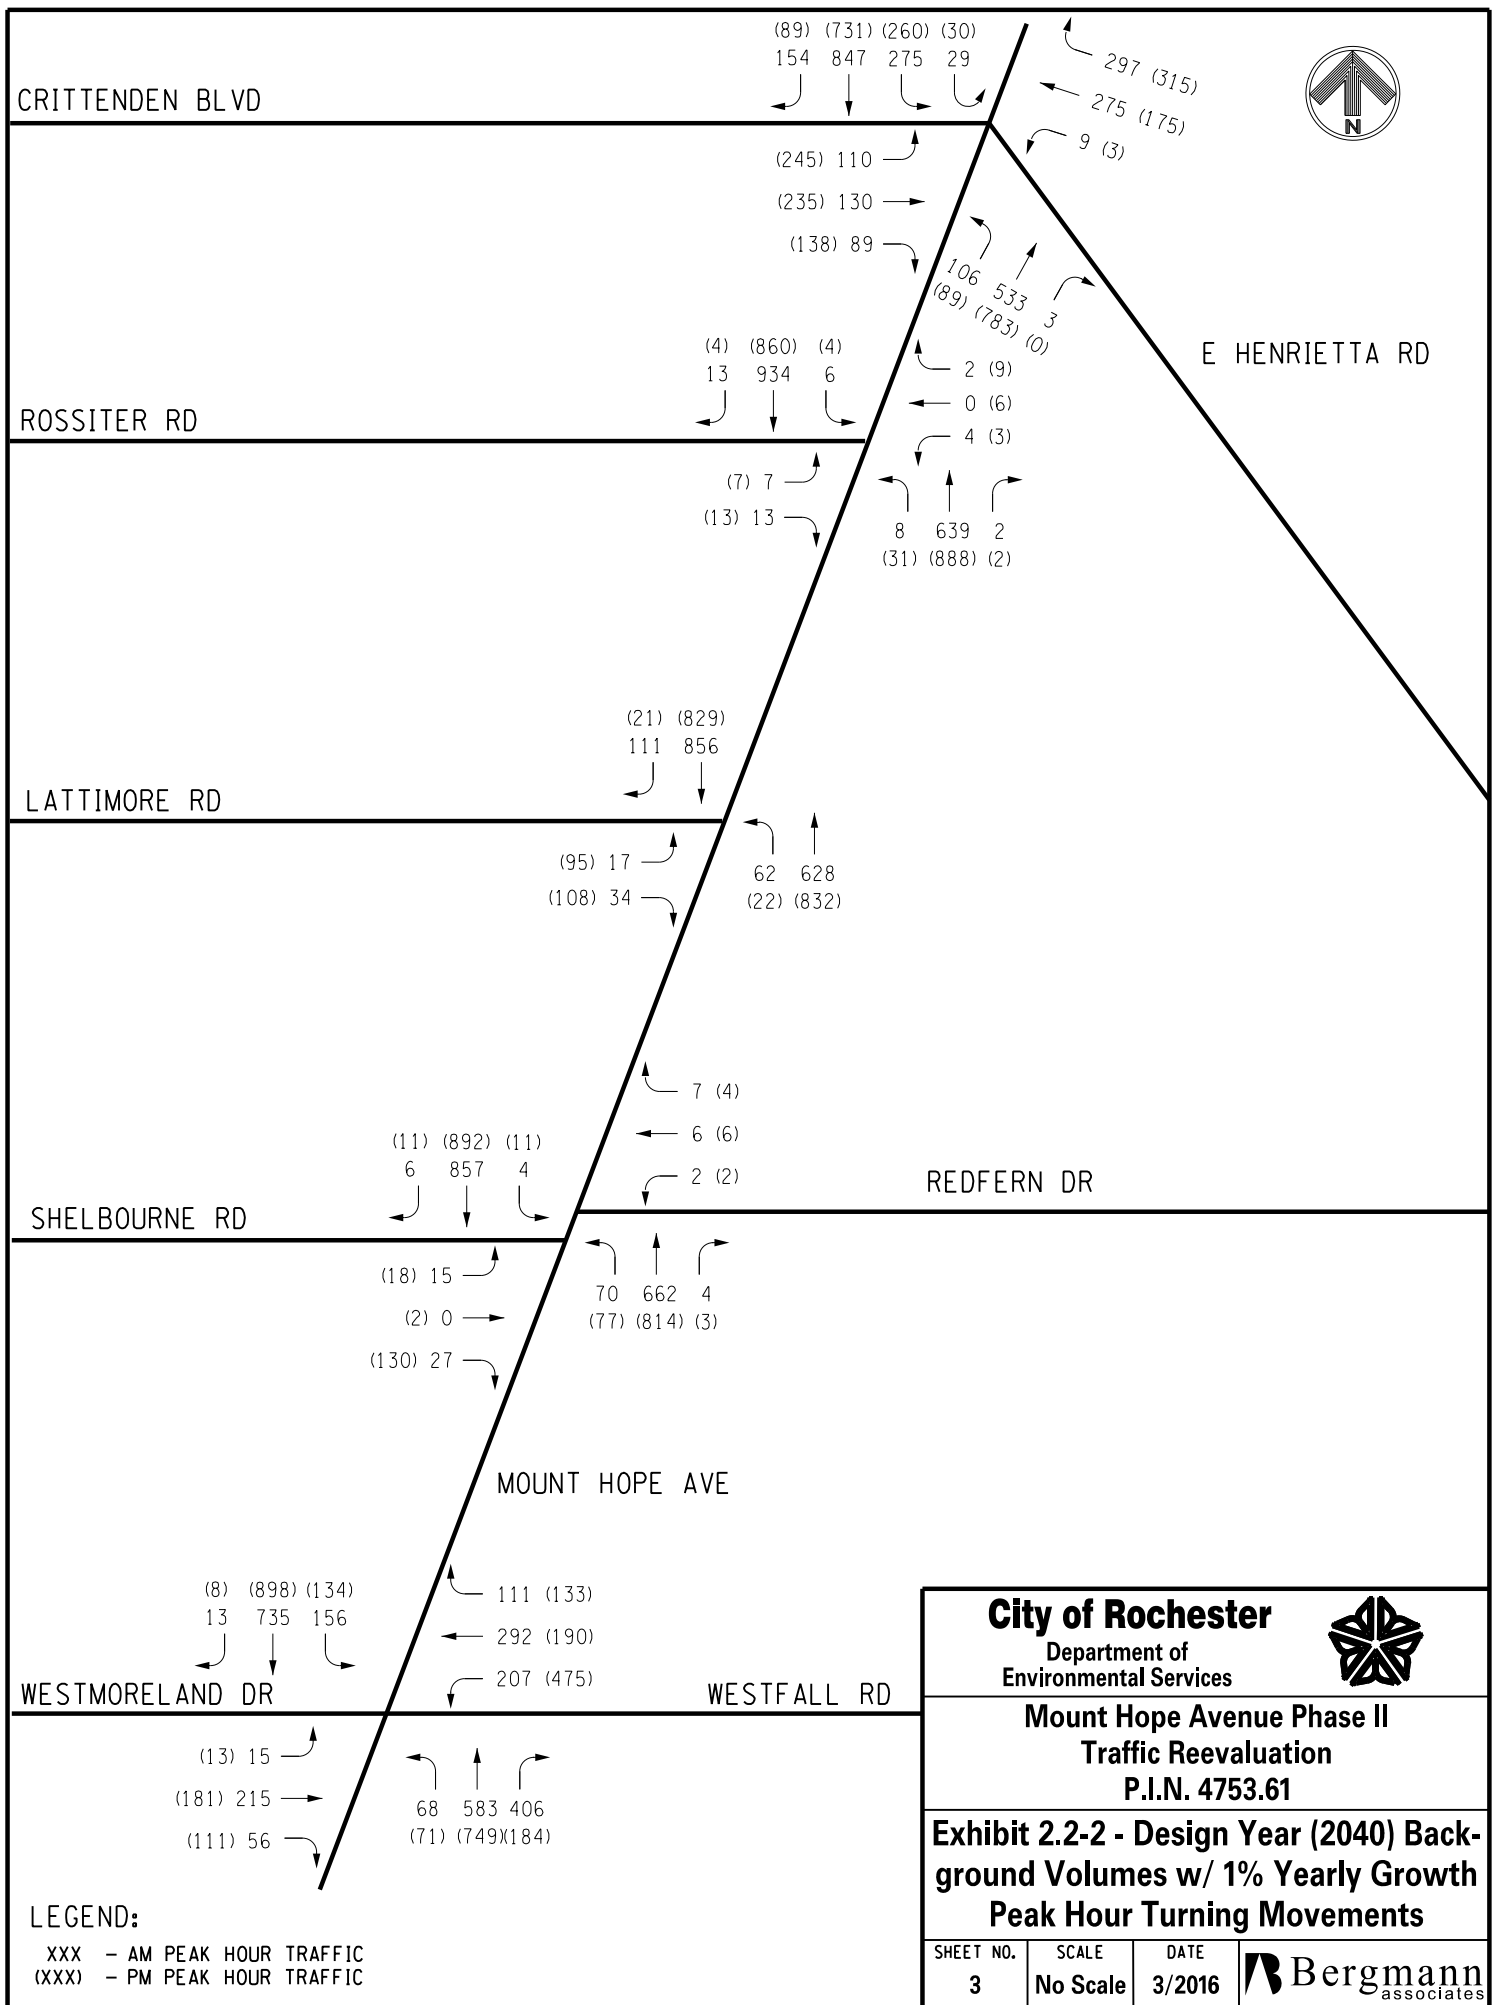 (89) (731) (260) (30)
154 847 275 29
297 (315)
275 (175)
9 (3)
CRITTENDEN BLVD
N
(245) 110
(235) 130
(138) 89
106 533 3
(89) (783) (0)
E HENRIETTA RD
(4) (860) (4)
13 934 6
2 (9)
0 (6)
4 (3)
ROSSITER RD
(7) 7
(13) 13
8 639 2
(31) (888) (2)
(21) (829)
111 856
LATTIMORE RD
(95) 17
(108) 34
62 628
(22) (832)
7 (4)
6 (6)
2 (2)
(11) (892) (11)
6 857 4
REDFERN DR
SHELBOURNE RD
(18) 15
(2) 0
(130) 27
70 662 4
(77) (814) (3)
MOUNT HOPE AVE
(8) (898) (134)
13 735 156
111 (133)
292 (190)
207 (475)
WESTMORELAND DR
WESTFALL RD
(13) 15
(181) 215
(111) 56
68 583 406
(71) (749)(184)
LEGEND:
XXX - AM PEAK HOUR TRAFFIC
(XXX) - PM PEAK HOUR TRAFFIC
City of Rochester
Department of
Environmental Services
Mount Hope Avenue Phase II
Traffic Reevaluation
P.I.N. 4753.61
Exhibit 2.2-2 - Design Year (2040) Back-
ground Volumes w/ 1% Yearly Growth
Peak Hour Turning Movements
SHEET NO. SCALE DATE
3 No Scale 3/2016
Bergmann
associates